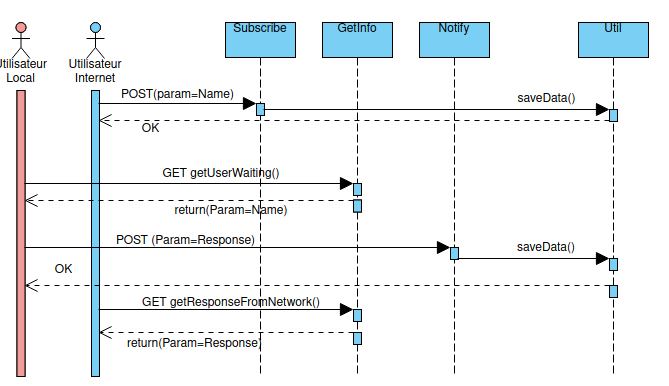 Subscribe
GetInfo
Notify
Util
Utilisateur
Local
Utilisateur
Internet
POST(param=Name)
saveData()
OK
GET getUserWaiting()
return(Param=Name)
POST (Param=Response)
saveData()
OK
GET getResponseFromNetwork()
return(Param=Response)